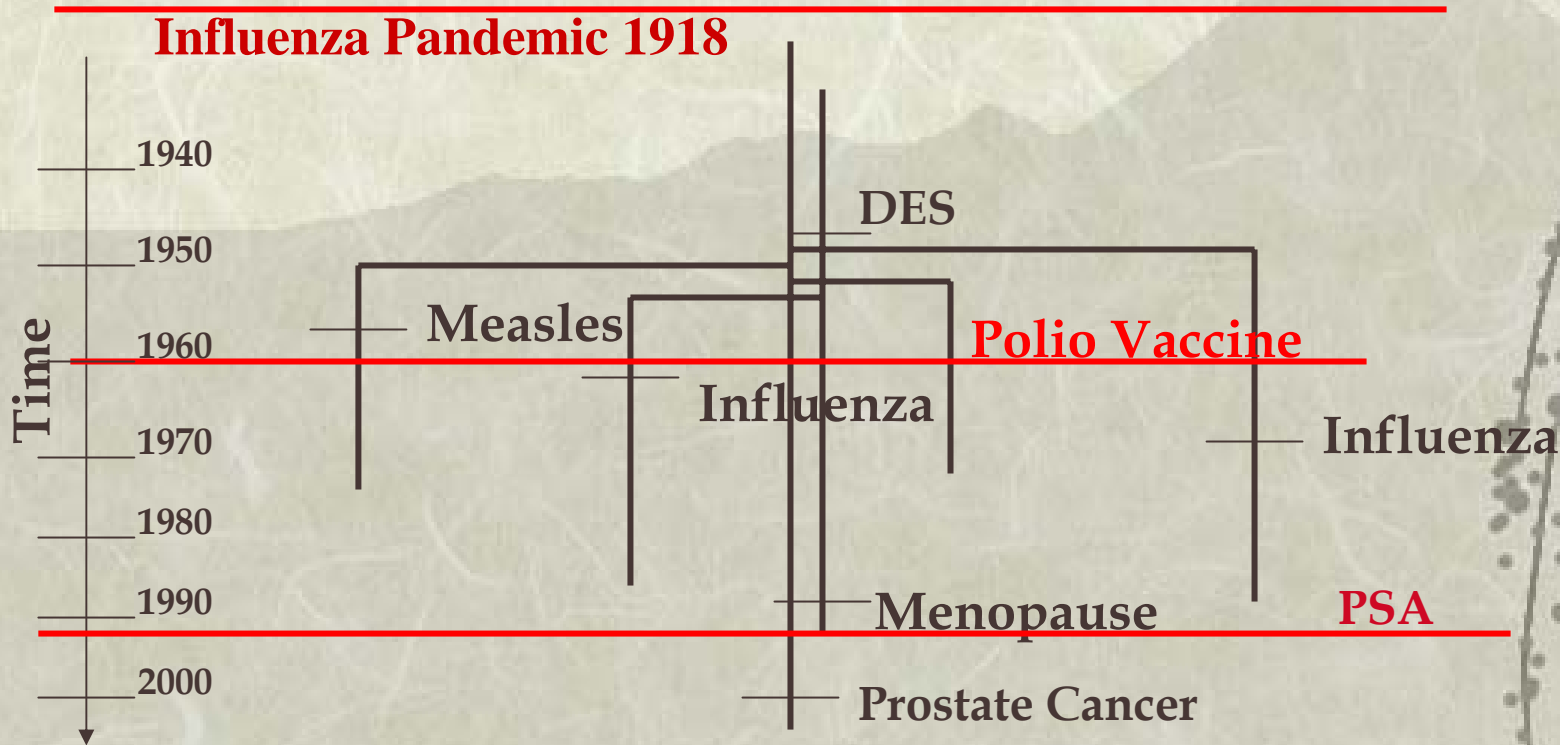 Influenza Pandemic 1918
1940
DES
1950
Measles
Polio Vaccine
1960
Time
Influenza
1970
Influenza
1980
1990
Menopause
PSA
2000
Prostate Cancer